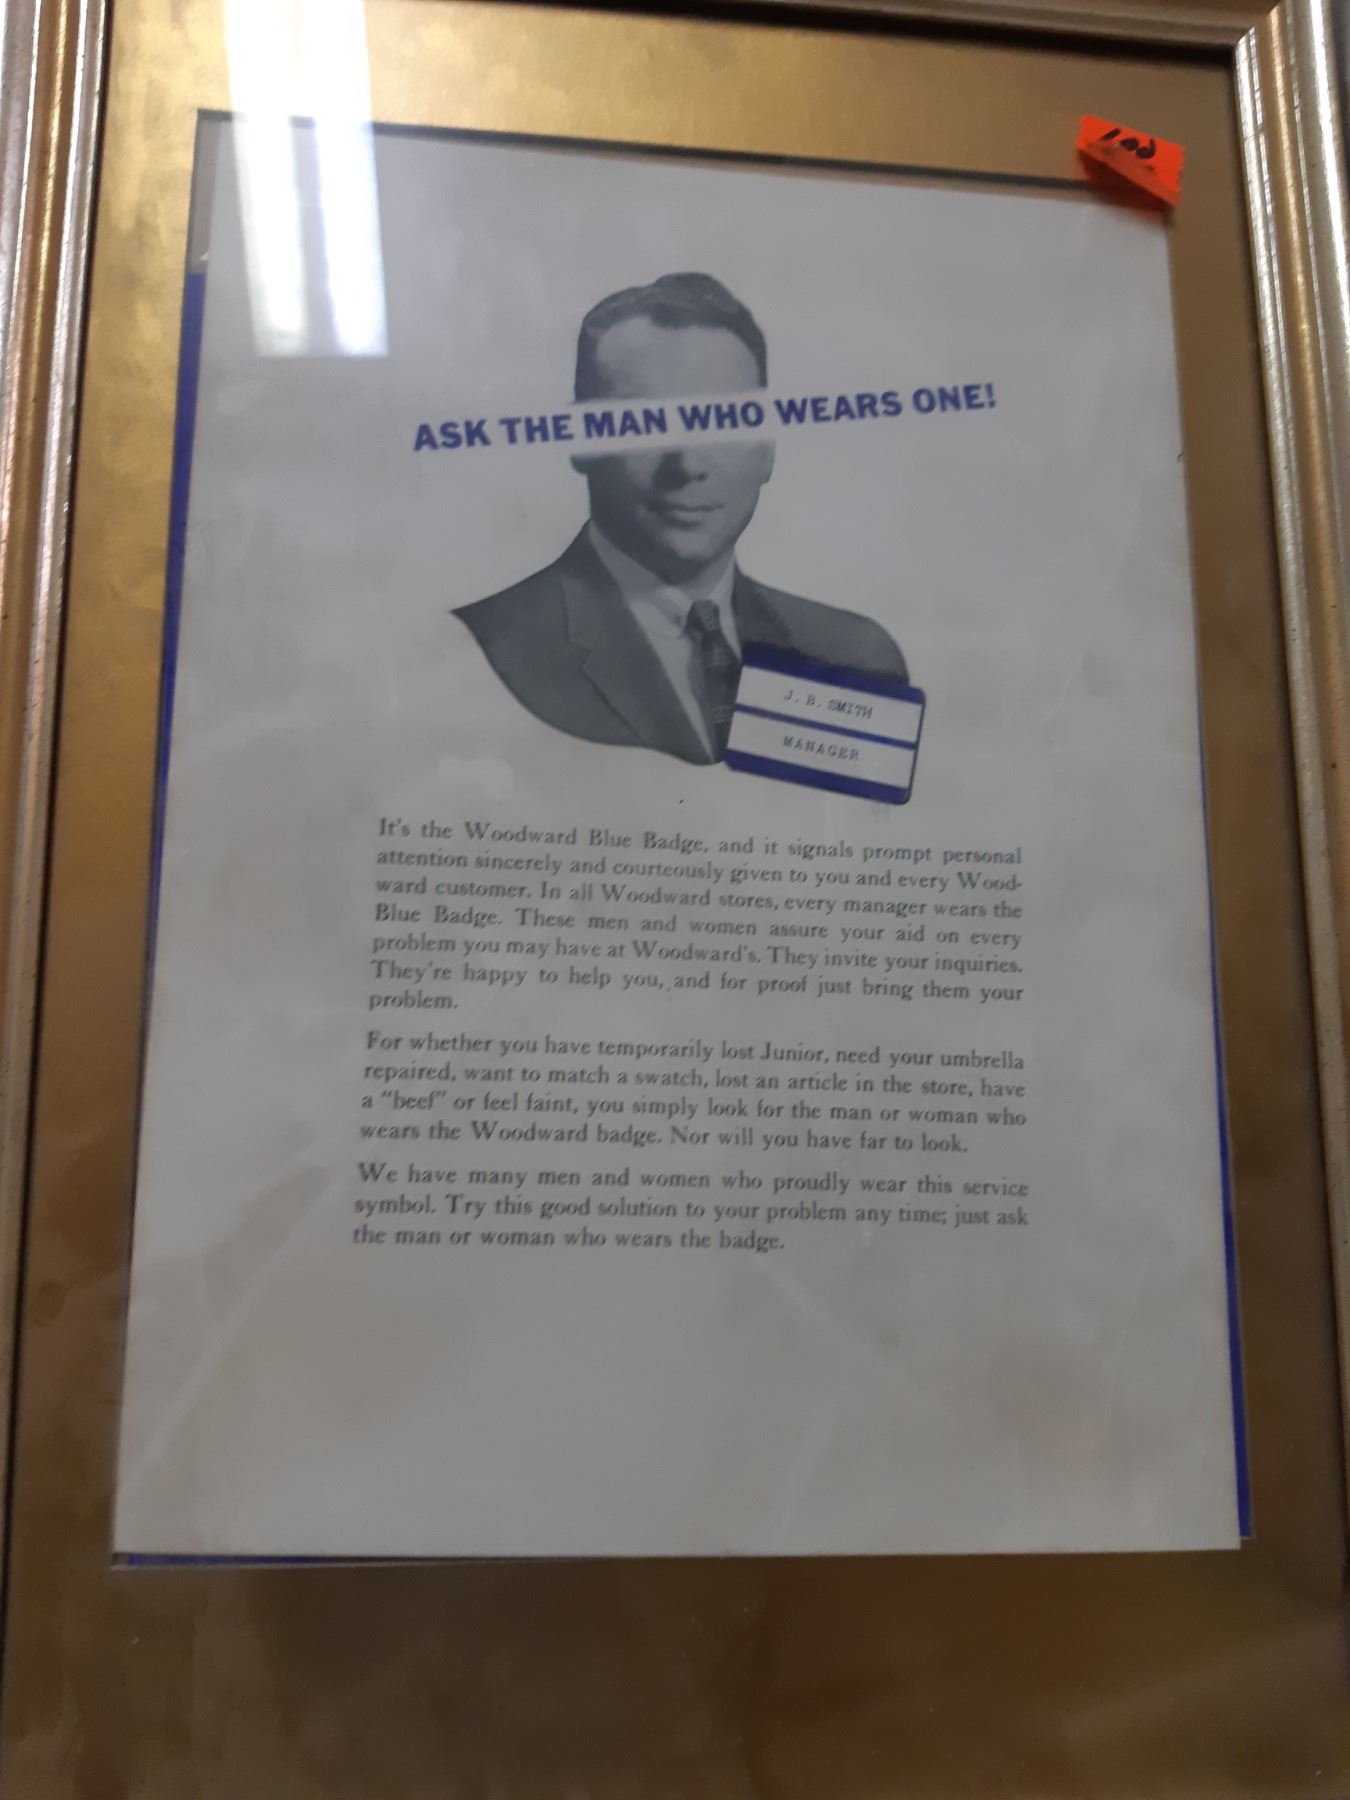 ASK THE MAN WHO WEARS ONE!
J. B. SMITH
MANAGER
It's the Woodward Blue Badge, and it signals prompt personal
attention sincerely and courteously given to you and every Wood-
ward customer. In all Woodward stores, every manager wears the
Blue Badge. These men and women assure your aid on every
problem you may have at Woodward's. They invite your inquiries.
They're happy to help you, and for proof just bring them your
problem.
For whether you have temporarily lost Junior, need your umbrella
repaired, want to match a swatch, lost an article in the store, have
a "beef" or feel faint, you simply look for the man or woman who
wears the Woodward badge. Nor will you have far to look.
We have many men and women who proudly wear this service
symbol. Try this good solution to your problem any time; just ask
the man or woman who wears the badge.